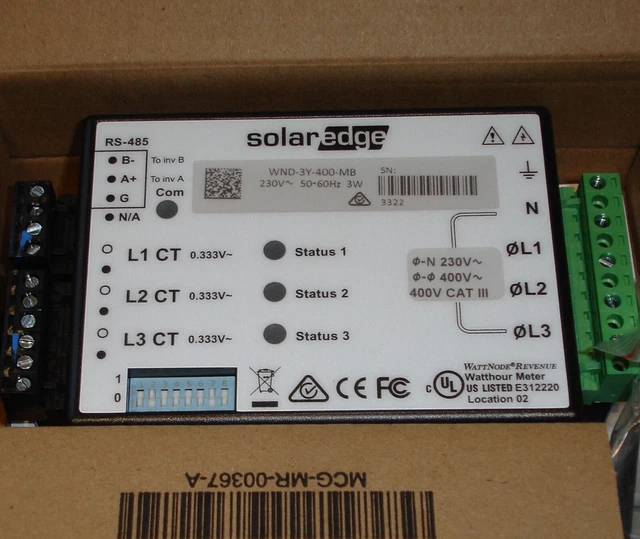 RS-485
solaredge
B- To inv B
A+ To inv A
G Com
N/A
WND-3Y-400-MB
230V~ 50-60Hz 3W
SN:
3322
N
L1 CT 0.333V~ Status 1
L2 CT 0.333V~ Status 2
L3 CT 0.333V~ Status 3
ØL1
ØL2
ØL3
Φ-N 230V~
Φ-Φ 400V~
400V CAT III
1
0
CE FC
c UL US LISTED E312220
WATTNODE®REVENUE
Watthour Meter
Location 02
MCG-MR-00367-A